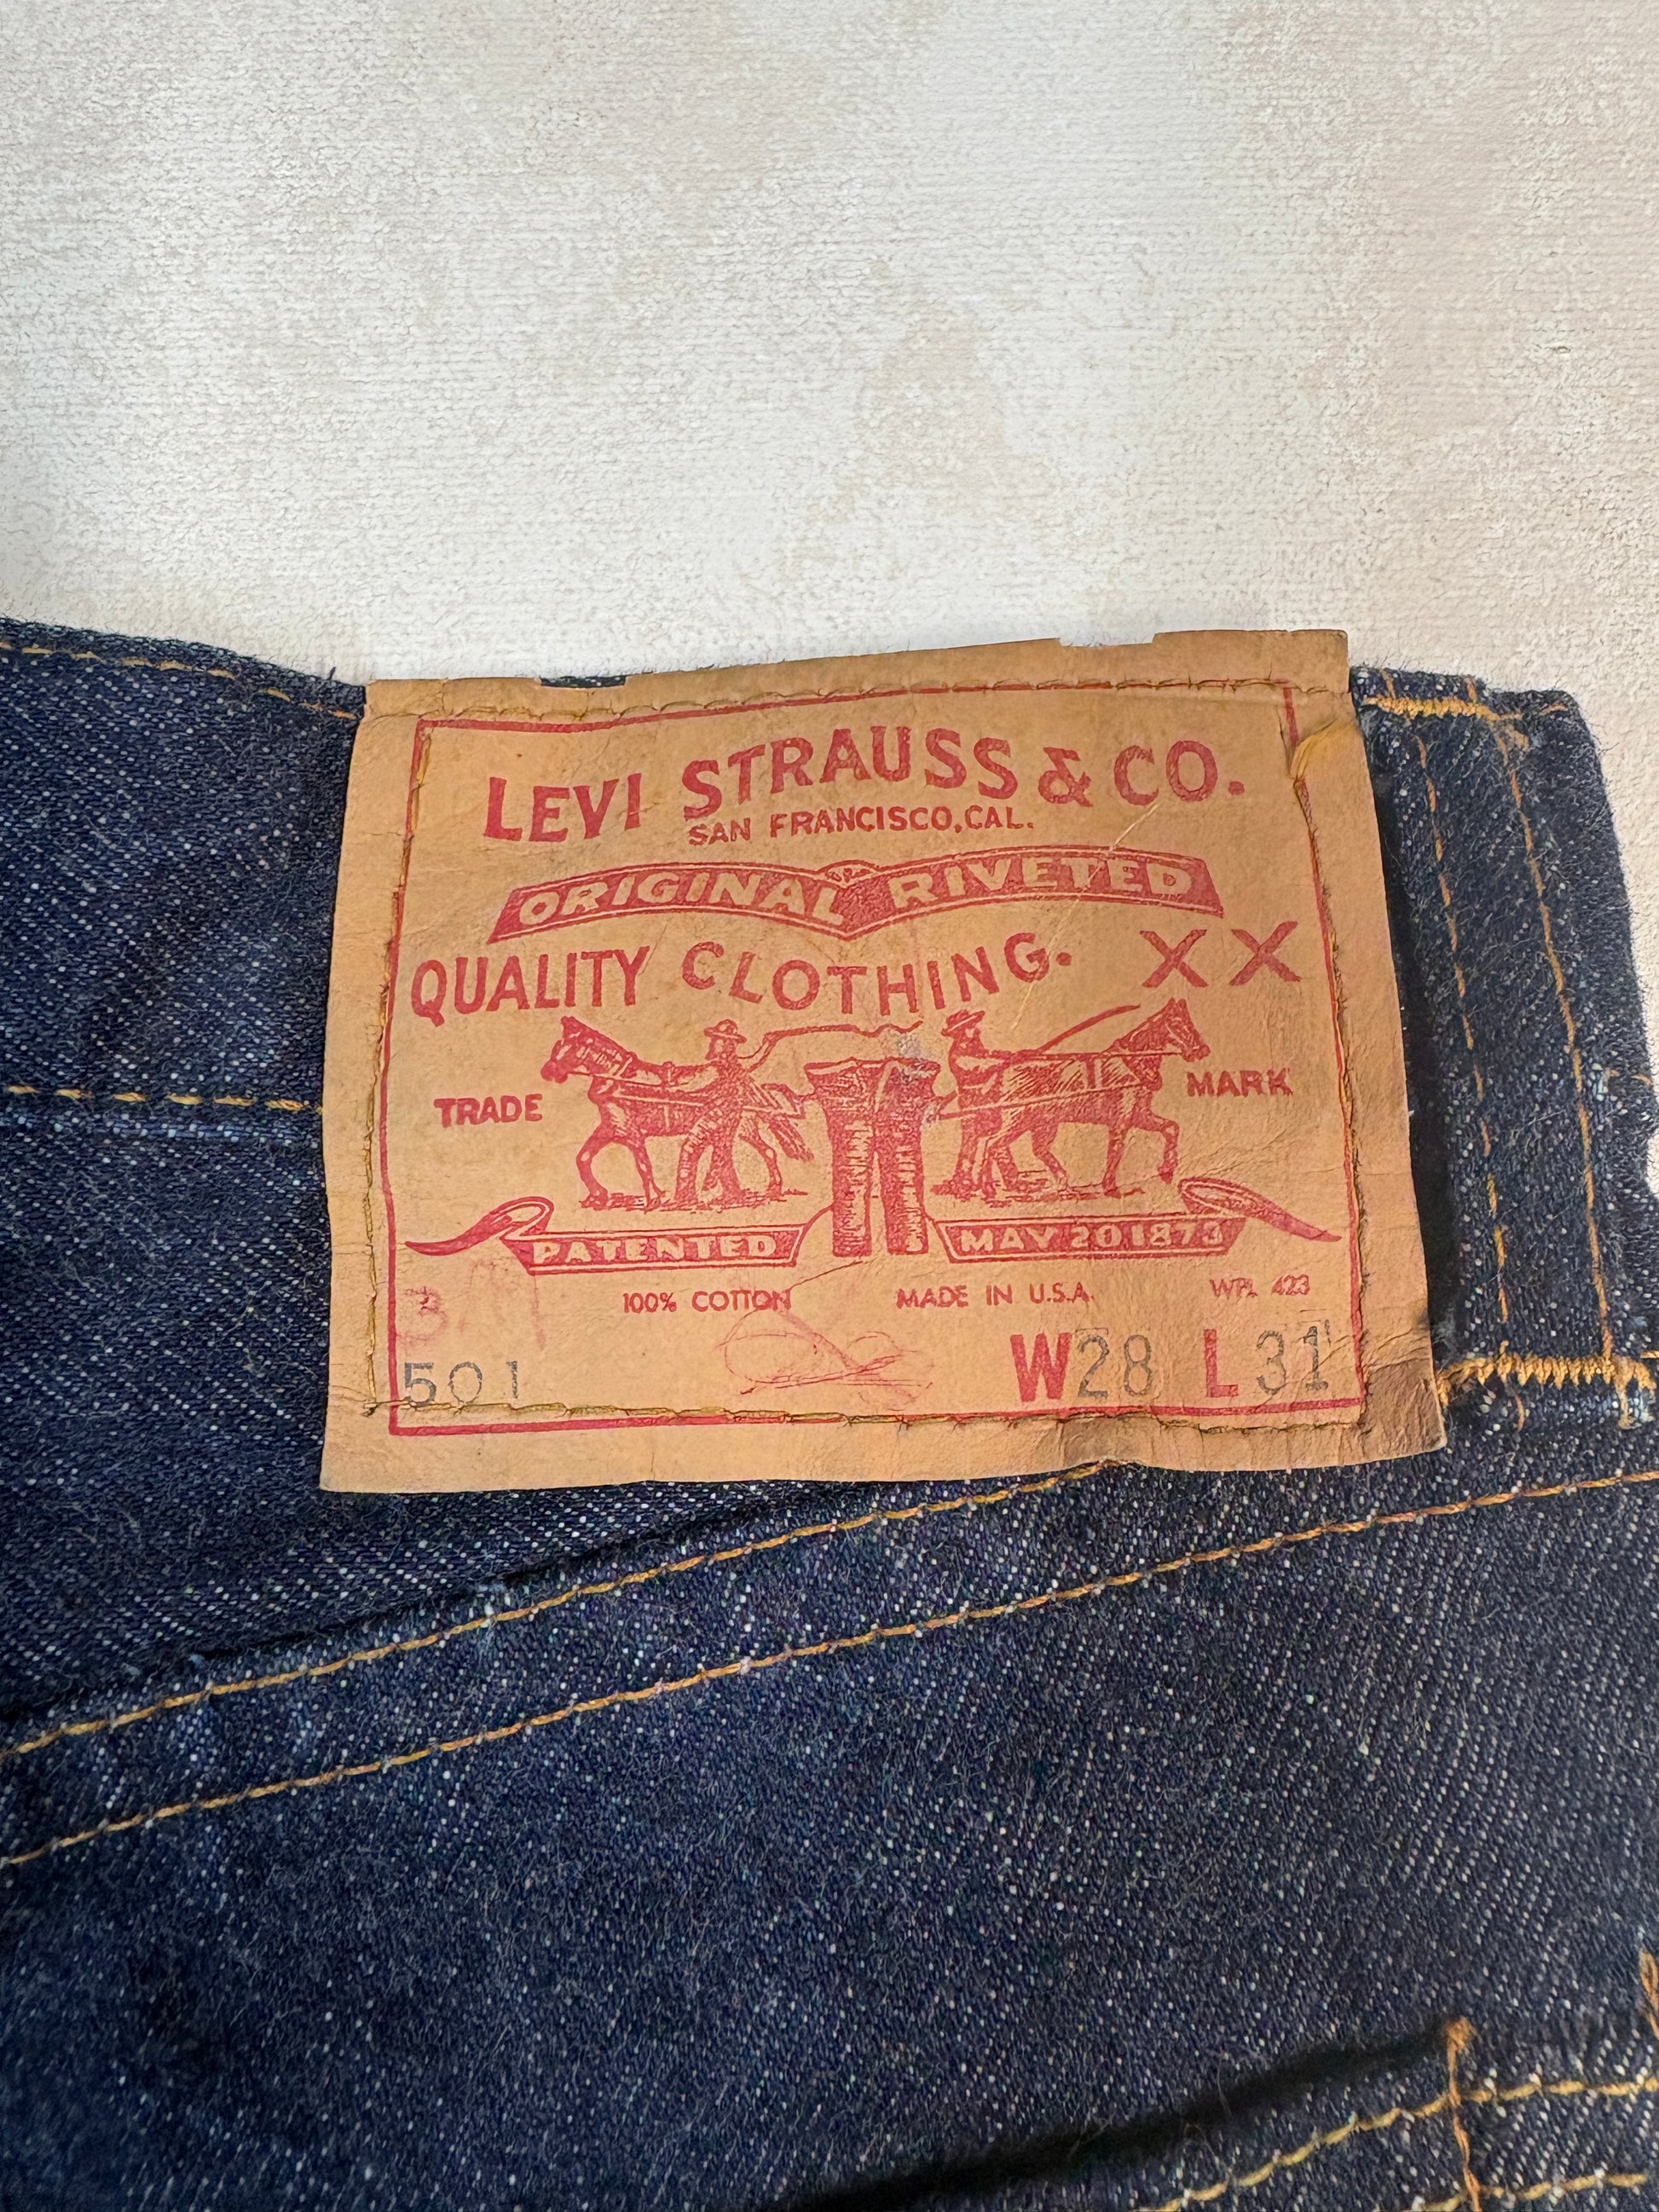 LEVI STRAUSS & CO.
SAN FRANCISCO, CAL.
ORIGINAL RIVETED
QUALITY CLOTHING. XX
TRADE MARK
PATENTED MAY 20 1873
100% COTTON MADE IN U.S.A. WPL 423
501 W28 L31